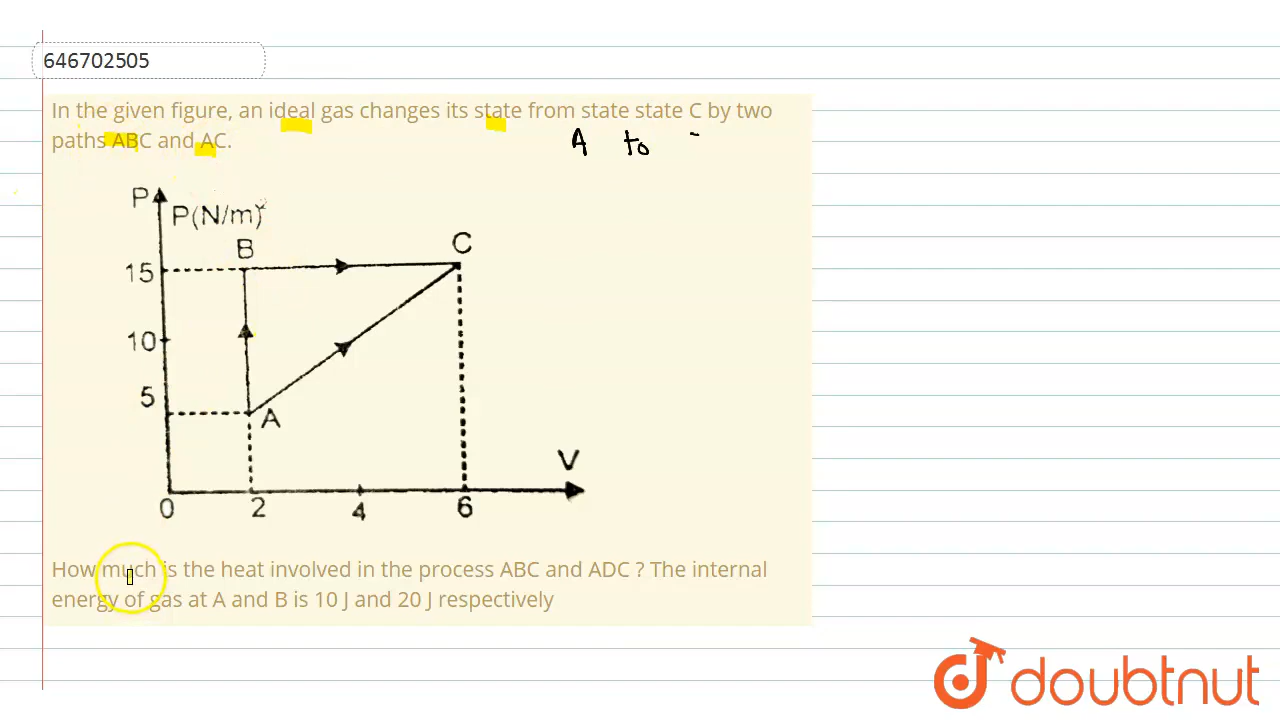 646702505
In the given figure, an ideal gas changes its state from state state C by two
paths ABC and AC.
A to
P
P(N/m)²
B
C
15
10
5
A
V
0
2
4
6
How much is the heat involved in the process ABC and ADC ? The internal
energy of gas at A and B is 10 J and 20 J respectively
doubtnut